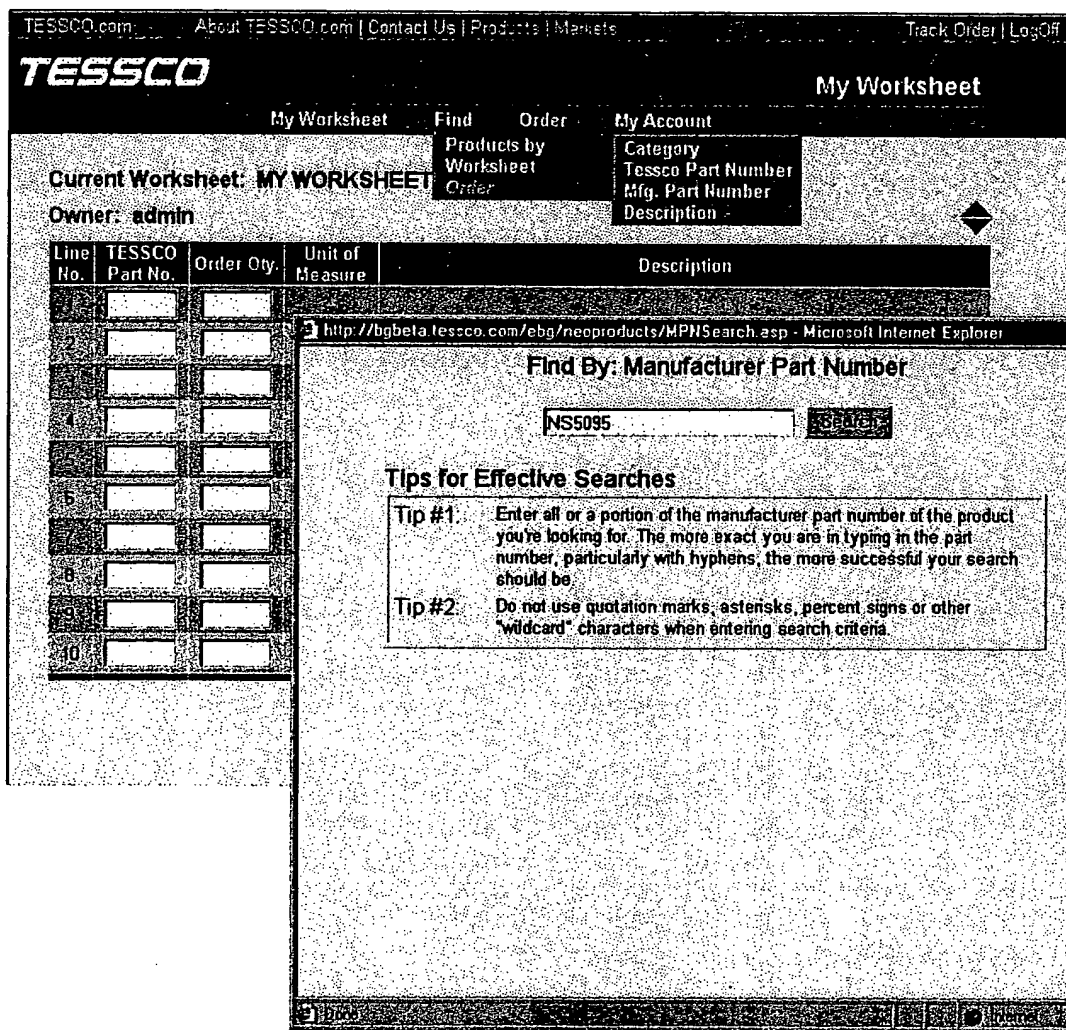 TESSCO.com About TESSCO.com | Contact Us | Products | Markets Track Order | LogOff
TESSCO
My Worksheet
My Worksheet Find Order My Account
Products by
Worksheet
Order
Category
Tessco Part Number
Mfg. Part Number
Description
Current Worksheet: MY WORKSHEET
Owner: admin
Line No. TESSCO Part No. Order Qty. Unit of Measure Description
1
2
3
4
6
8
9
10
http://bgbeta.tessco.com/ebg/neoproducts/MPNSearch.asp - Microsoft Internet Explorer
Find By: Manufacturer Part Number
NS5095 Search
Tips for Effective Searches
Tip #1. Enter all or a portion of the manufacturer part number of the product
you're looking for. The more exact you are in typing in the part
number, particularly with hyphens, the more successful your search
should be.
Tip #2. Do not use quotation marks, asterisks, percent signs or other
"wildcard" characters when entering search criteria.
Done Internet